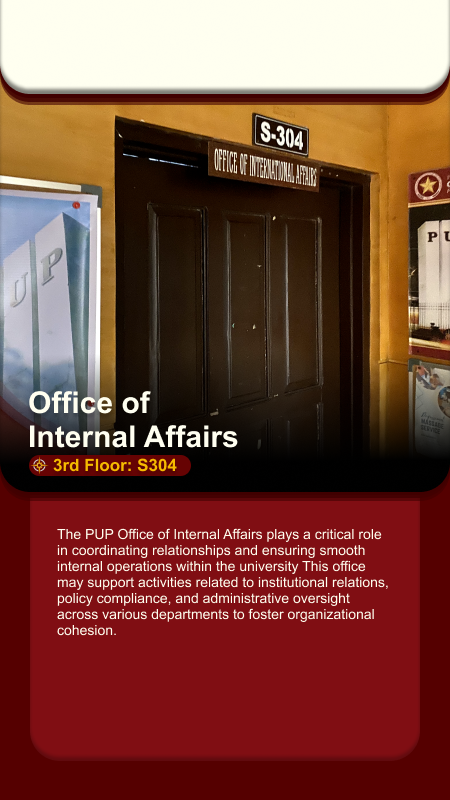 S-304
OFFICE OF INTERNATIONAL AFFAIRS
U P
P U
Office of
Internal Affairs
3rd Floor: S304
The PUP Office of Internal Affairs plays a critical role
in coordinating relationships and ensuring smooth
internal operations within the university This office
may support activities related to institutional relations,
policy compliance, and administrative oversight
across various departments to foster organizational
cohesion.